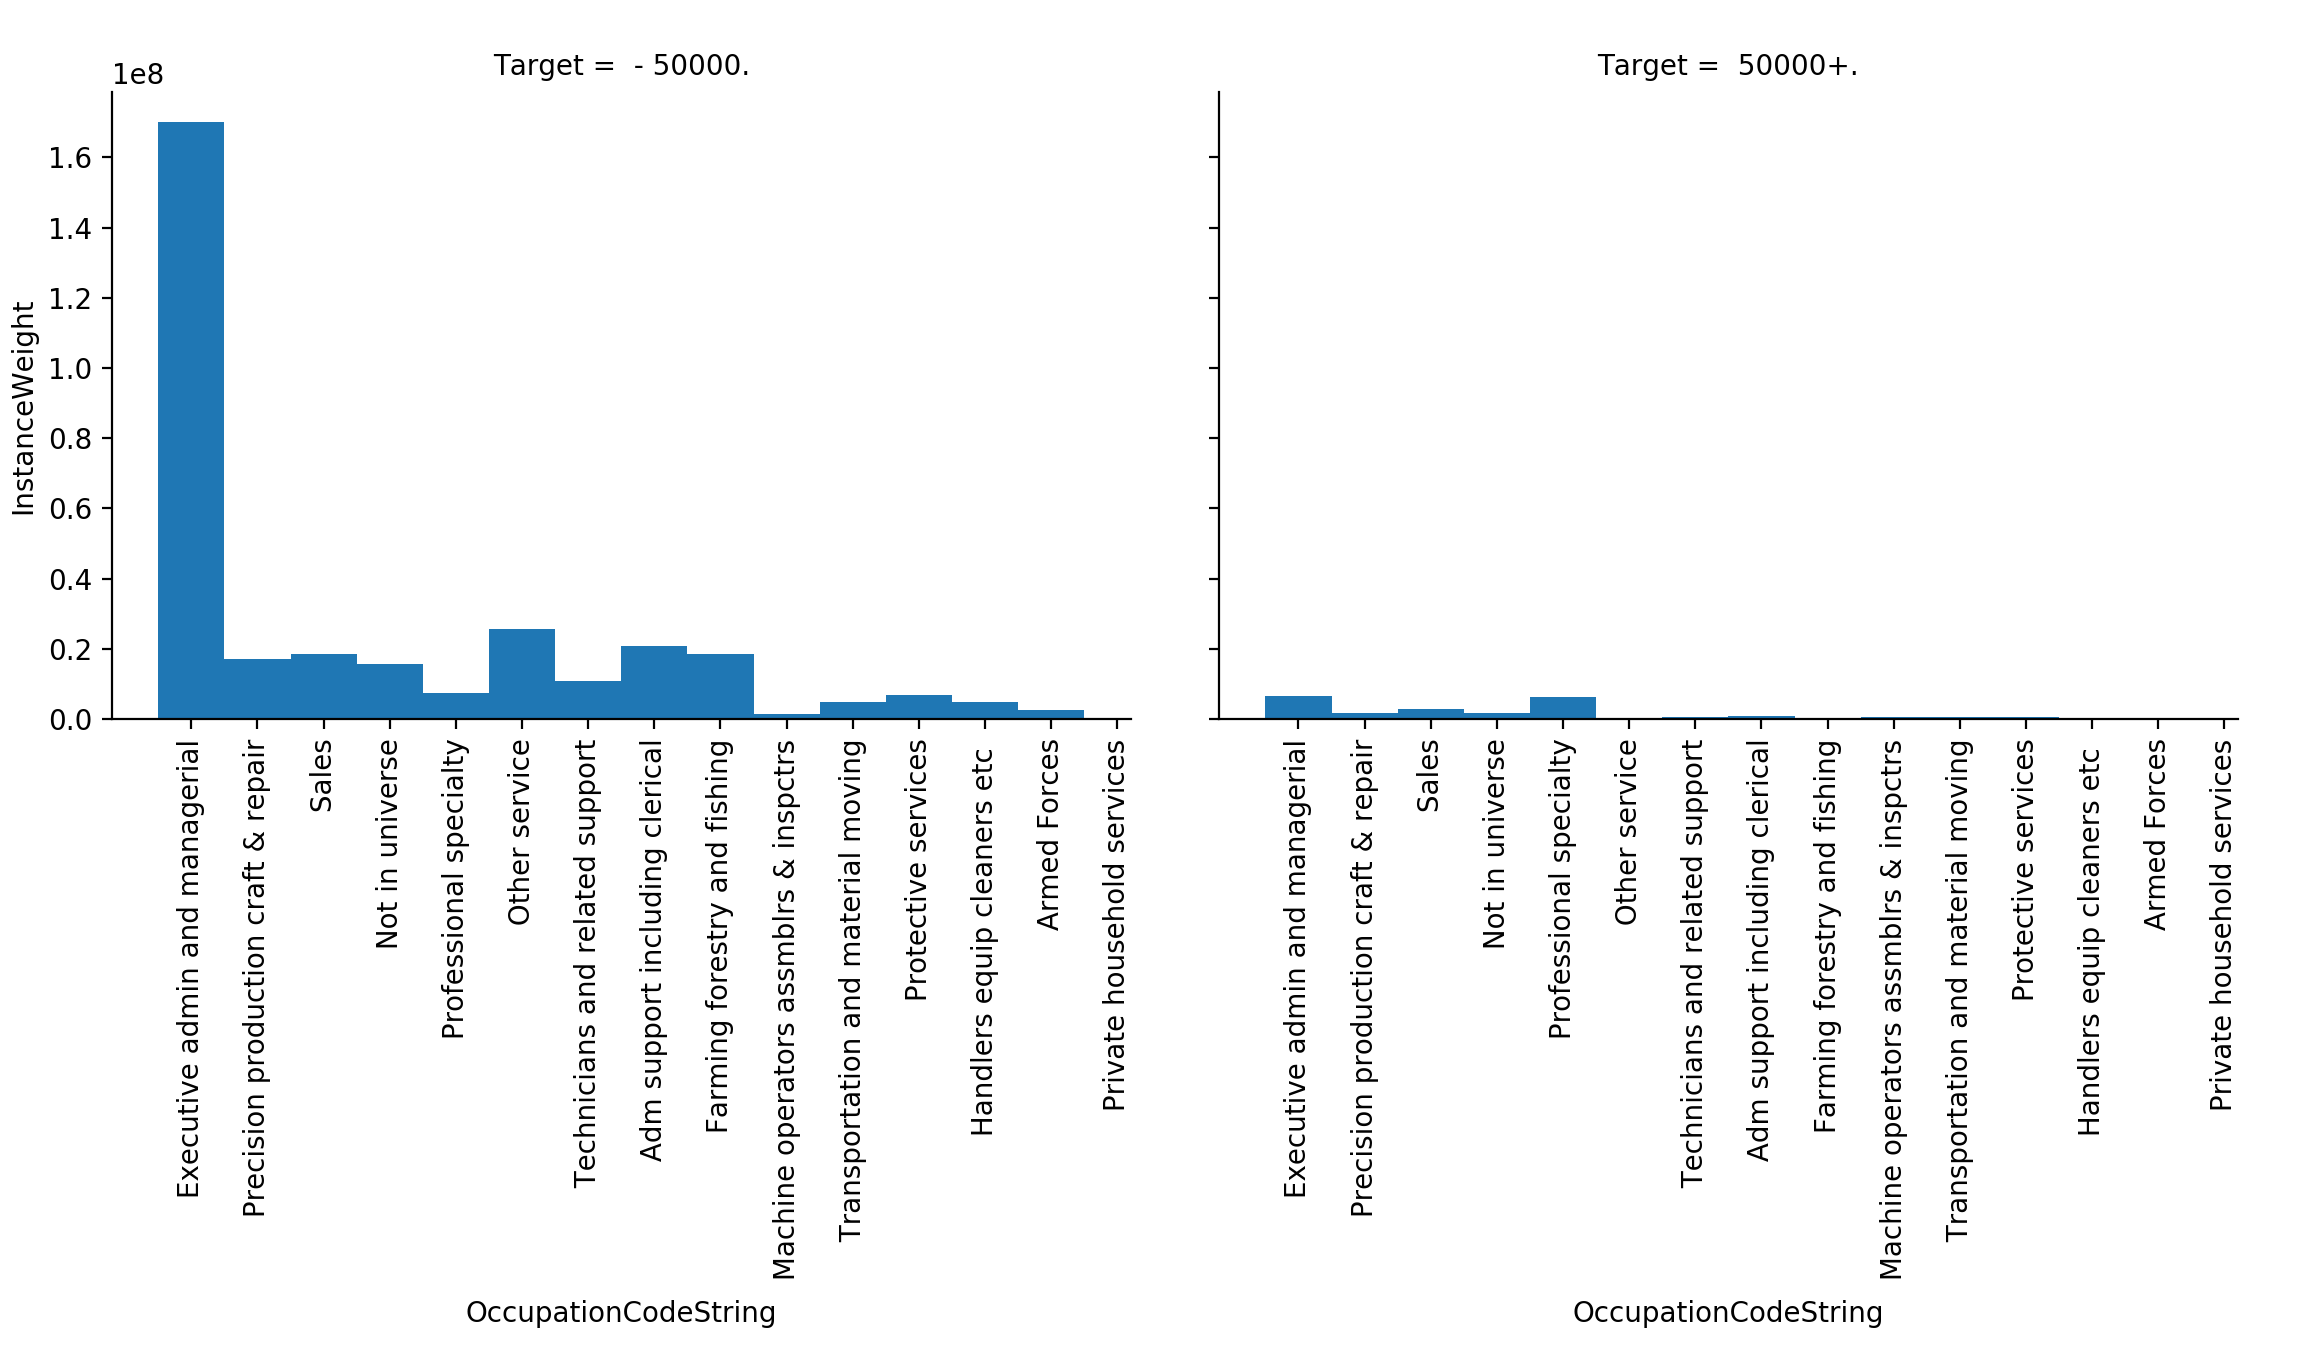 Target =  - 50000.
Target =  50000+.
1e8
1.6
1.4
1.2
1.0
0.8
0.6
0.4
0.2
0.0
InstanceWeight
Executive admin and managerial
Precision production craft & repair
Sales
Not in universe
Professional specialty
Other service
Technicians and related support
Adm support including clerical
Farming forestry and fishing
Machine operators assmblrs & inspctrs
Transportation and material moving
Protective services
Handlers equip cleaners etc
Armed Forces
Private household services
Executive admin and managerial
Precision production craft & repair
Sales
Not in universe
Professional specialty
Other service
Technicians and related support
Adm support including clerical
Farming forestry and fishing
Machine operators assmblrs & inspctrs
Transportation and material moving
Protective services
Handlers equip cleaners etc
Armed Forces
Private household services
OccupationCodeString
OccupationCodeString